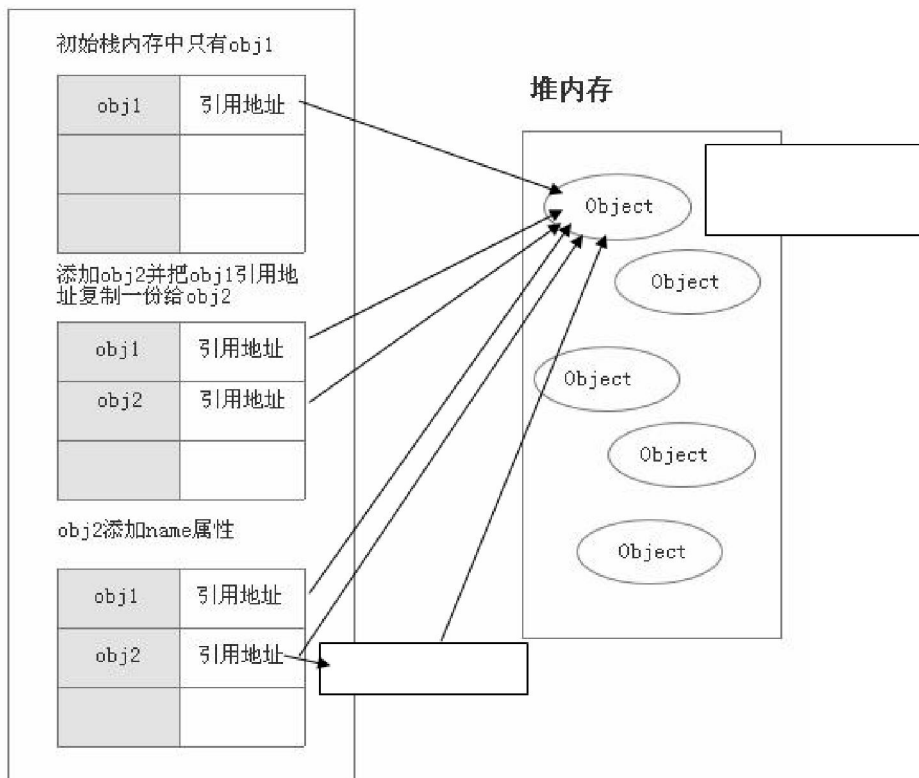 初始栈内存中只有obj1
obj1 引用地址
添加obj2并把obj1引用地
址复制一份给obj2
obj1 引用地址
obj2 引用地址
obj2添加name属性
obj1 引用地址
obj2 引用地址
堆内存
Object
Object
Object
Object
Object